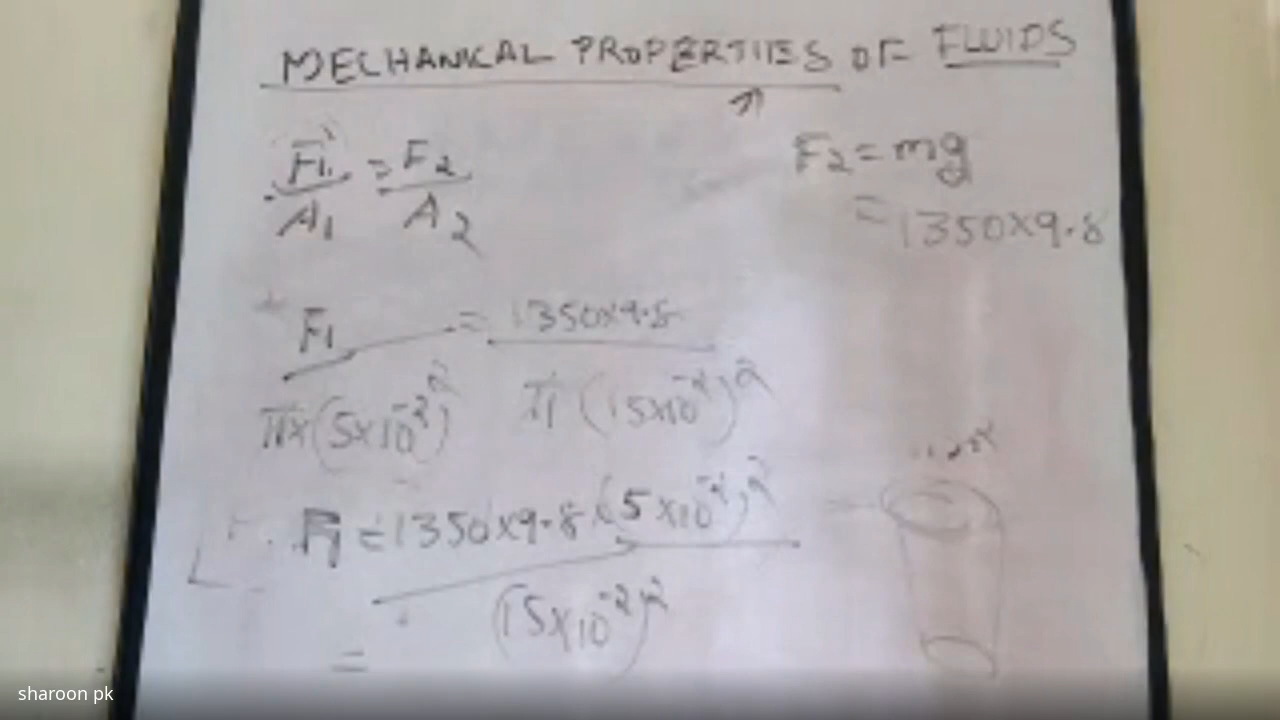 MECHANICAL PROPERTIES OF FLUIDS
F1/A1 = F2/A2
F2 = mg
= 1350×9.8
F1/π×(5×10^-2)^2 = 1350×9.8/π(15×10^-2)^2
F1 = 1350×9.8×(5×10^-2)^2/(15×10^-2)^2
=
sharoon pk